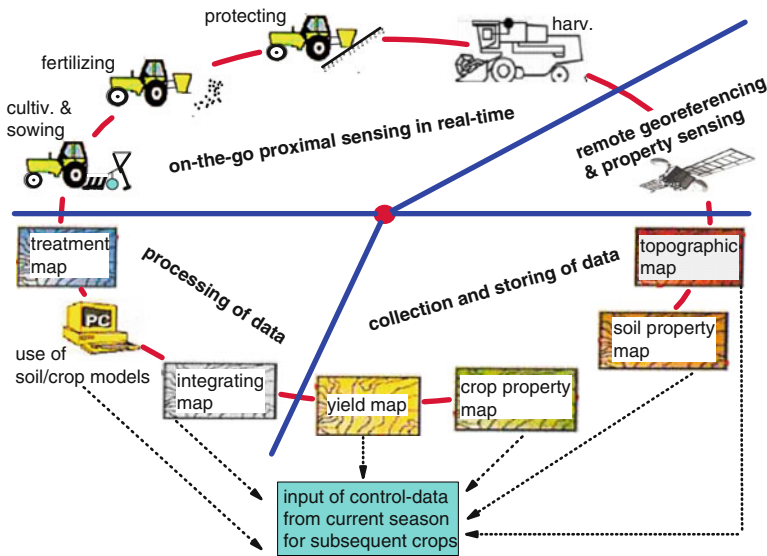 protecting
harv.
fertilizing
cultiv. &
sowing
on-the-go proximal sensing in real-time
remote georeferencing
& property sensing
treatment
map
processing of data
collection and storing of data
topographic
map
PC
use of
soil/crop models
soil property
map
integrating
map
yield map
crop property
map
input of control-data
from current season
for subsequent crops